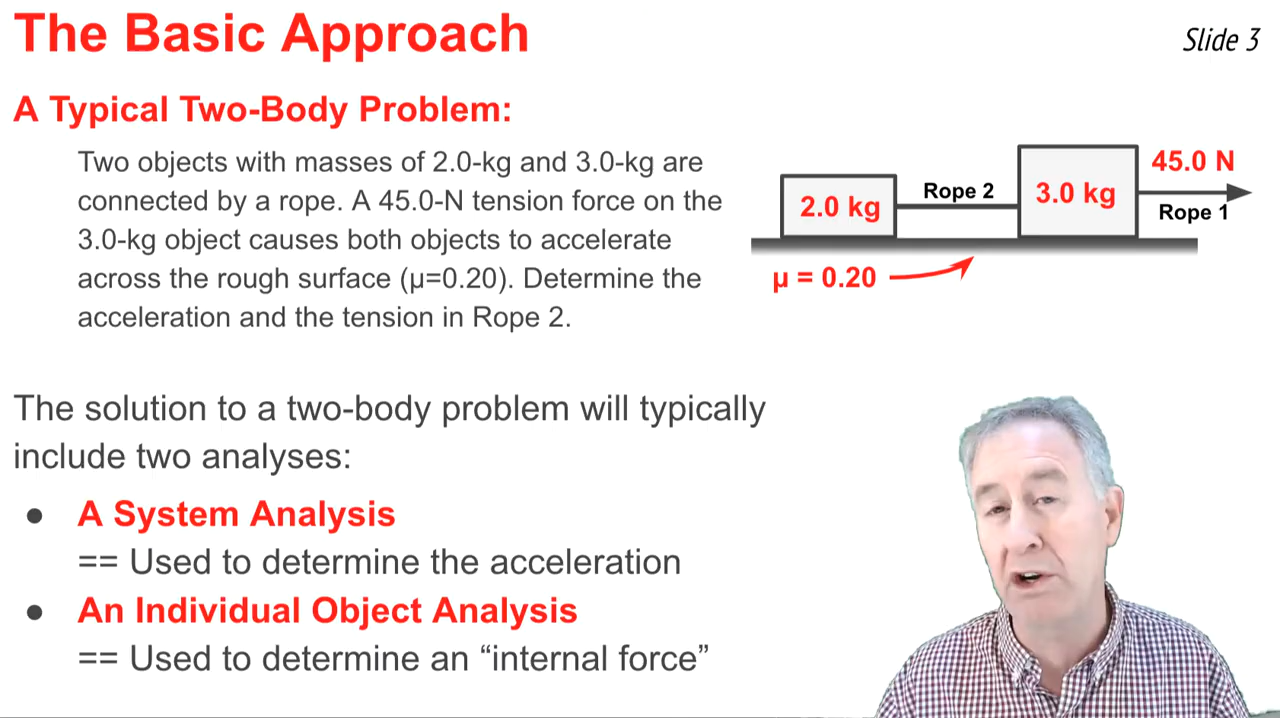 The Basic Approach
Slide 3
A Typical Two-Body Problem:
Two objects with masses of 2.0-kg and 3.0-kg are
connected by a rope. A 45.0-N tension force on the
3.0-kg object causes both objects to accelerate
across the rough surface (μ=0.20). Determine the
acceleration and the tension in Rope 2.
2.0 kg
Rope 2
3.0 kg
45.0 N
Rope 1
μ = 0.20
The solution to a two-body problem will typically
include two analyses:
● A System Analysis
== Used to determine the acceleration
● An Individual Object Analysis
== Used to determine an “internal force”